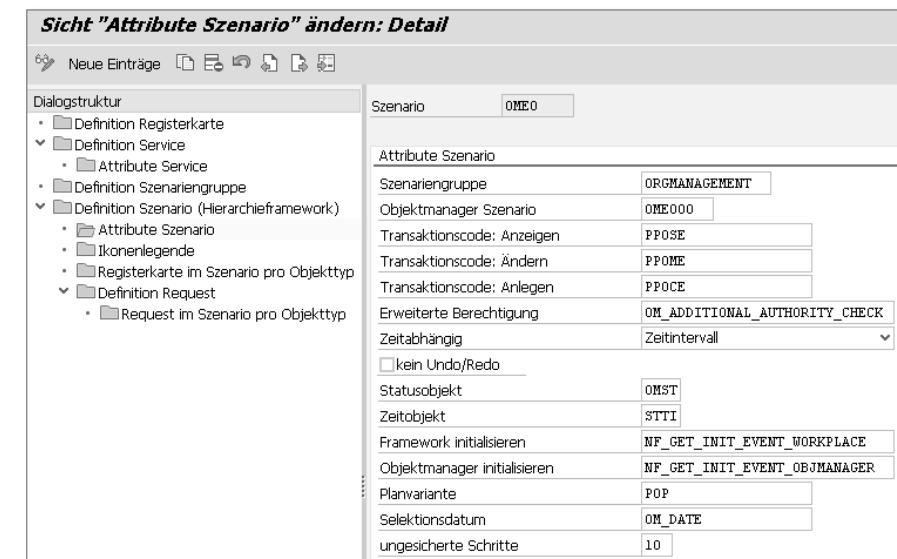 Sicht "Attribute Szenario" ändern: Detail
Neue Einträge
Dialogstruktur
Definition Registerkarte
Definition Service
Attribute Service
Definition Szenariengruppe
Definition Szenario (Hierarchieframework)
Attribute Szenario
Ikonenlegende
Registerkarte im Szenario pro Objekttyp
Definition Request
Request im Szenario pro Objekttyp
Szenario OME0
Attribute Szenario
Szenariengruppe ORGMANAGEMENT
Objektmanager Szenario OME000
Transaktionscode: Anzeigen PPOSE
Transaktionscode: Ändern PPOME
Transaktionscode: Anlegen PPOCE
Erweiterte Berechtigung OM_ADDITIONAL_AUTHORITY_CHECK
Zeitabhängig Zeitintervall
kein Undo/Redo
Statusobjekt OMST
Zeitobjekt STTI
Framework initialisieren NF_GET_INIT_EVENT_WORKPLACE
Objektmanager initialisieren NF_GET_INIT_EVENT_OBJMANAGER
Planvariante POP
Selektionsdatum OM_DATE
ungesicherte Schritte 10